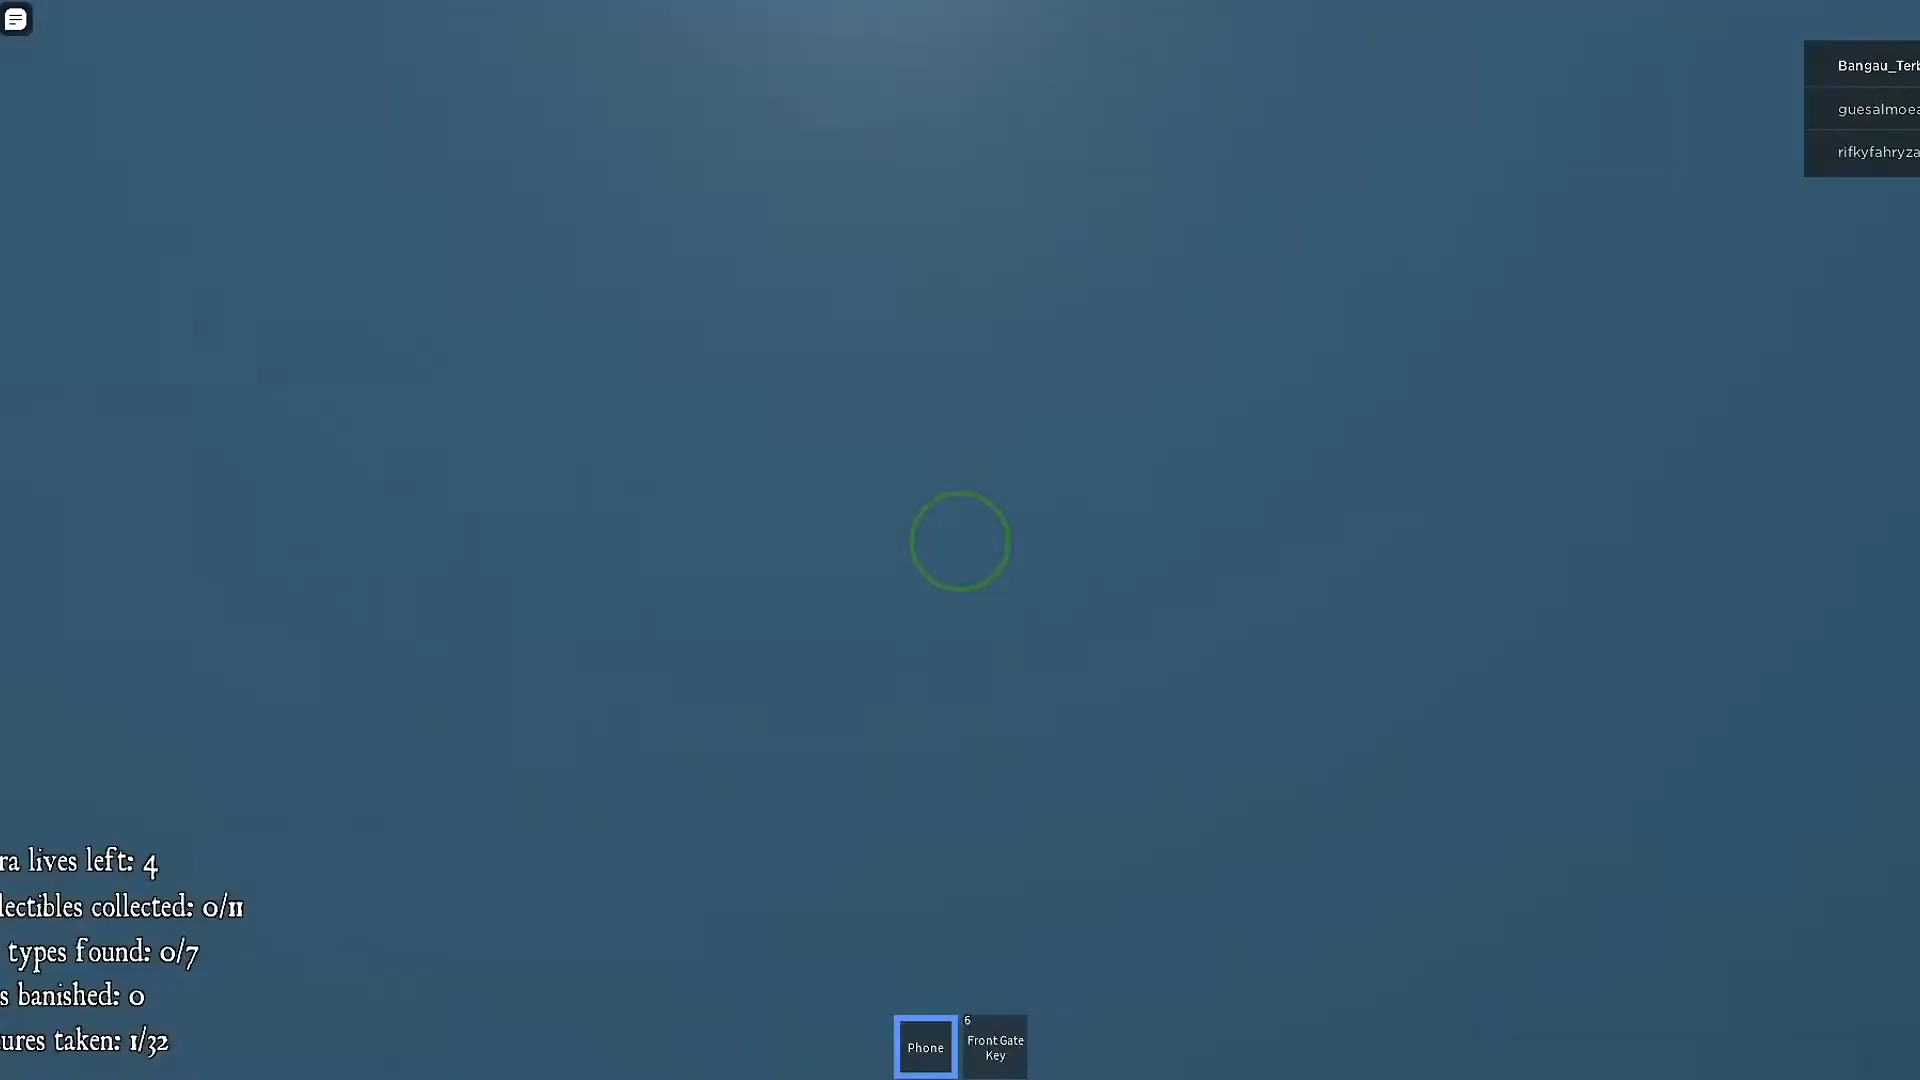 Bangau_Terb
guesalmoea
rifkyfahryza
ra lives left: 4
lectibles collected: 0/11
types found: 0/7
s banished: 0
ures taken: 1/32
Phone
6
Front Gate
Key